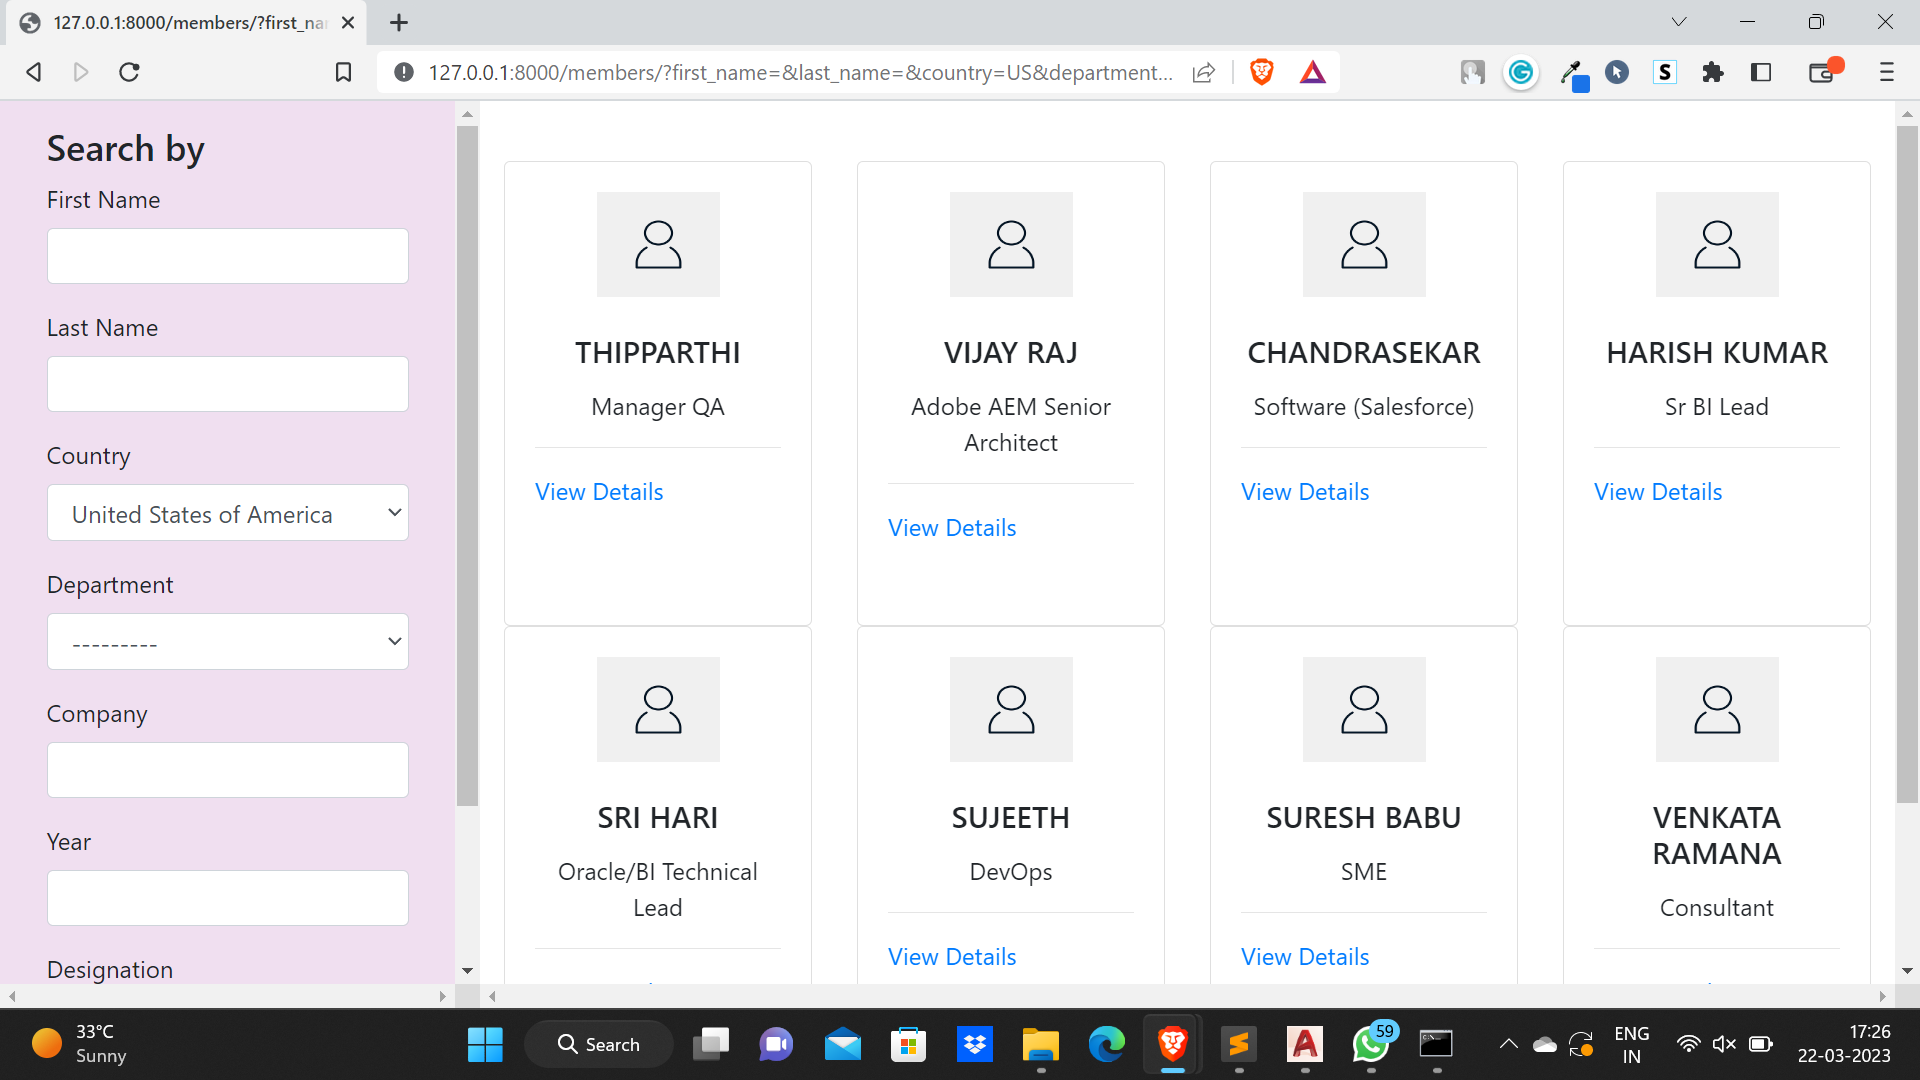 127.0.0.1:8000/members/?first_nar
127.0.0.1:8000/members/?first_name=&last_name=&country=US&department...
Search by
First Name
Last Name
Country
United States of America
Department
---------
Company
Year
Designation
THIPPARTHI
Manager QA
View Details
VIJAY RAJ
Adobe AEM Senior
Architect
View Details
CHANDRASEKAR
Software (Salesforce)
View Details
HARISH KUMAR
Sr BI Lead
View Details
SRI HARI
Oracle/BI Technical
Lead
SUJEETH
DevOps
View Details
SURESH BABU
SME
View Details
VENKATA
RAMANA
Consultant
33°C
Sunny
Search
59
ENG
IN
17:26
22-03-2023